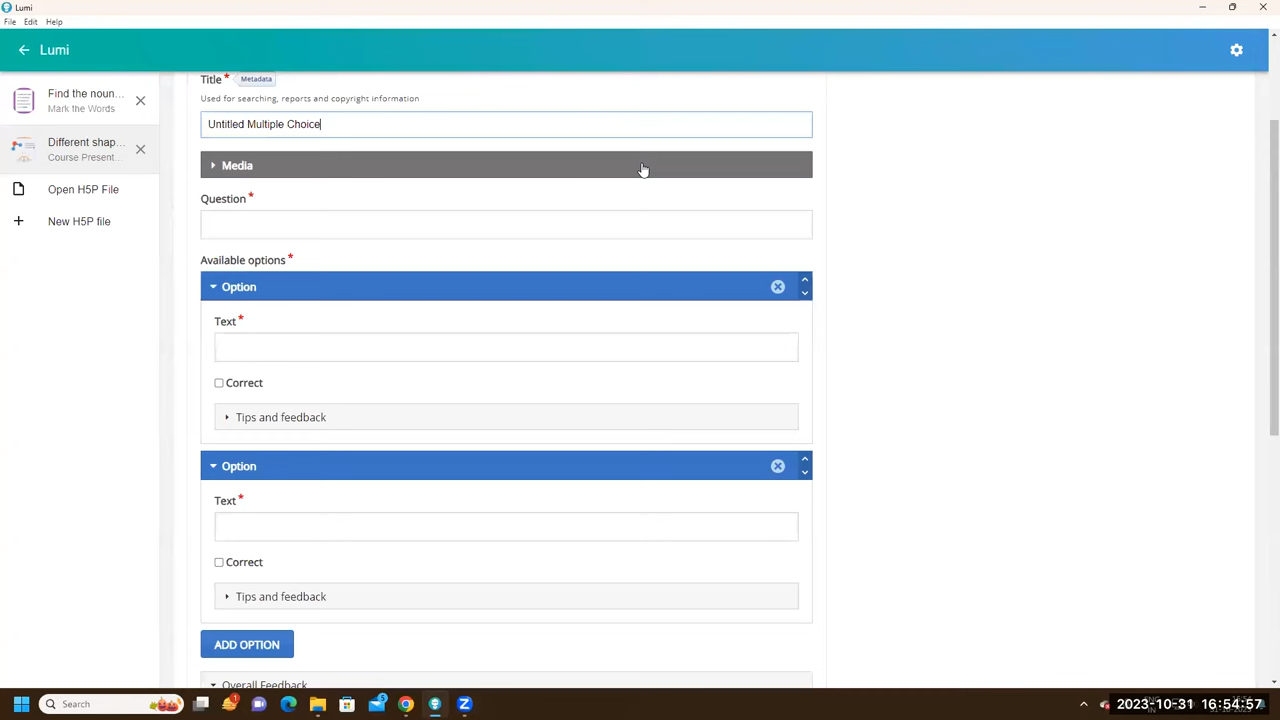 Lumi
File Edit Help
Lumi
Find the noun...
Mark the Words
Different shap...
Course Present...
Open H5P File
New H5P file
Title * Metadata
Used for searching, reports and copyright information
Untitled Multiple Choice
Media
Question *
Available options *
Option
Text *
Correct
Tips and feedback
Option
Text *
Correct
Tips and feedback
ADD OPTION
Overall Feedback
Search
2023-10-31 16:54:57